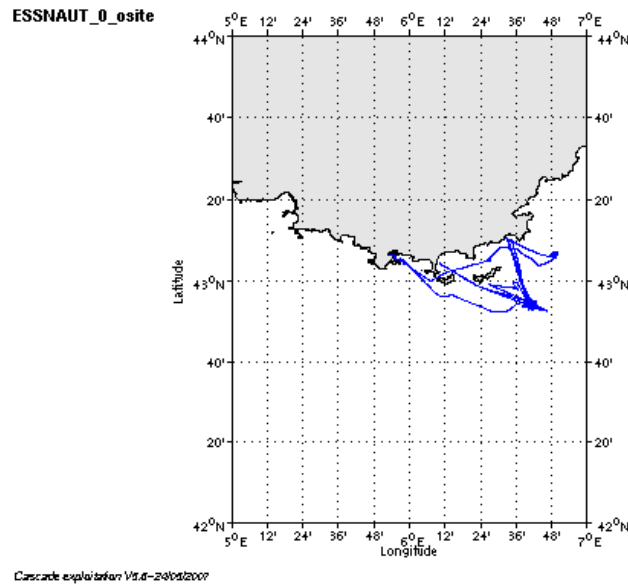 ESSNAUT_0_osite
5°E 12' 24' 36' 48' 6°E 12' 24' 36' 48' 7°E
44°N 44°N
40' 40'
20' 20'
Latitude
43°N 43°N
40' 40'
20' 20'
42°N 42°N
5°E 12' 24' 36' 48' 6°E 12' 24' 36' 48' 7°E
Longitude
Cascade exploitation V5.6-24/05/2007